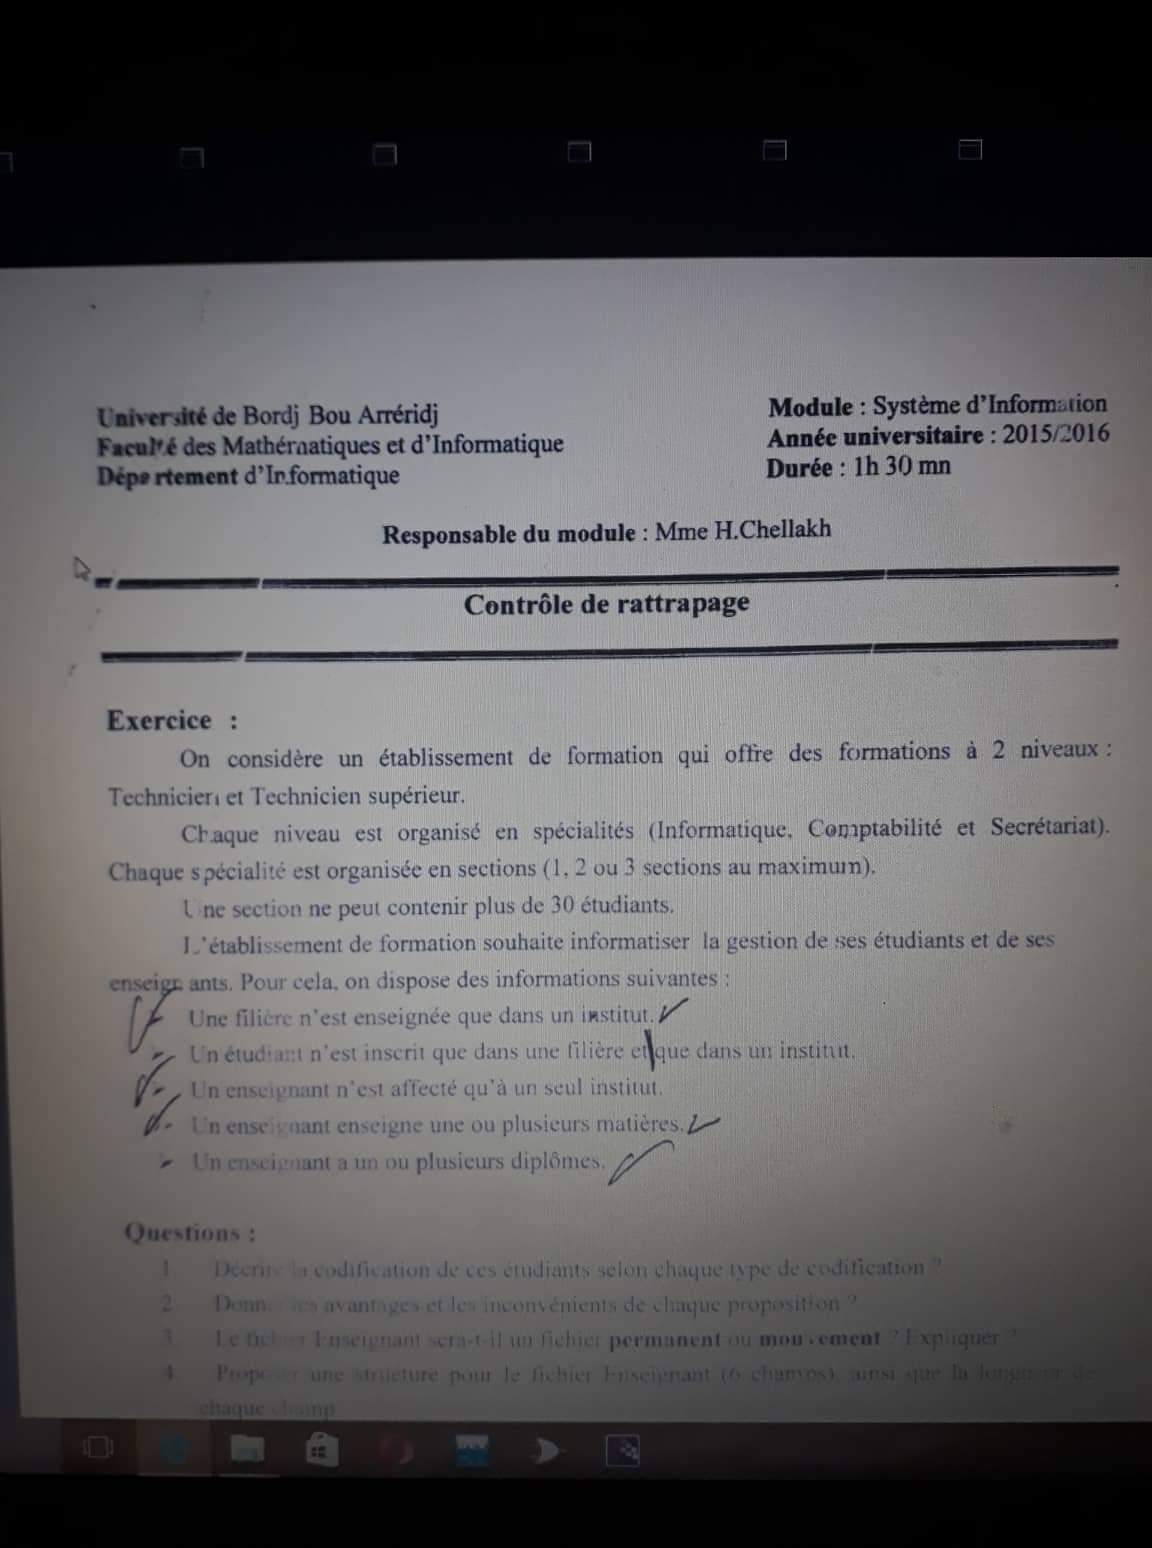 Université de Bordj Bou Arréridj
Faculté des Mathématiques et d'Informatique
Département d'Informatique
Module : Système d'Information
Année universitaire : 2015/2016
Durée : 1h 30 mn
Responsable du module : Mme H.Chellakh
Contrôle de rattrapage
Exercice :
On considère un établissement de formation qui offre des formations à 2 niveaux :
Technicien et Technicien supérieur.
Chaque niveau est organisé en spécialités (Informatique, Comptabilité et Secrétariat).
Chaque spécialité est organisée en sections (1, 2 ou 3 sections au maximum).
Une section ne peut contenir plus de 30 étudiants.
L'établissement de formation souhaite informatiser la gestion de ses étudiants et de ses
enseignants. Pour cela, on dispose des informations suivantes :
Une filière n'est enseignée que dans un institut.
Un étudiant n'est inscrit que dans une filière et que dans un institut.
Un enseignant n'est affecté qu'à un seul institut.
Un enseignant enseigne une ou plusieurs matières.
Un enseignant a un ou plusieurs diplômes.
Questions :
1. Décrire la codification de ces étudiants selon chaque type de codification ?
2. Donner les avantages et les inconvénients de chaque proposition ?
3. Le fichier Enseignant sera-t-il un fichier permanent ou mouvement ? Expliquer ?
4. Proposer une structure pour le fichier Enseignant (6 champs), ainsi que la longueur de
chaque champ